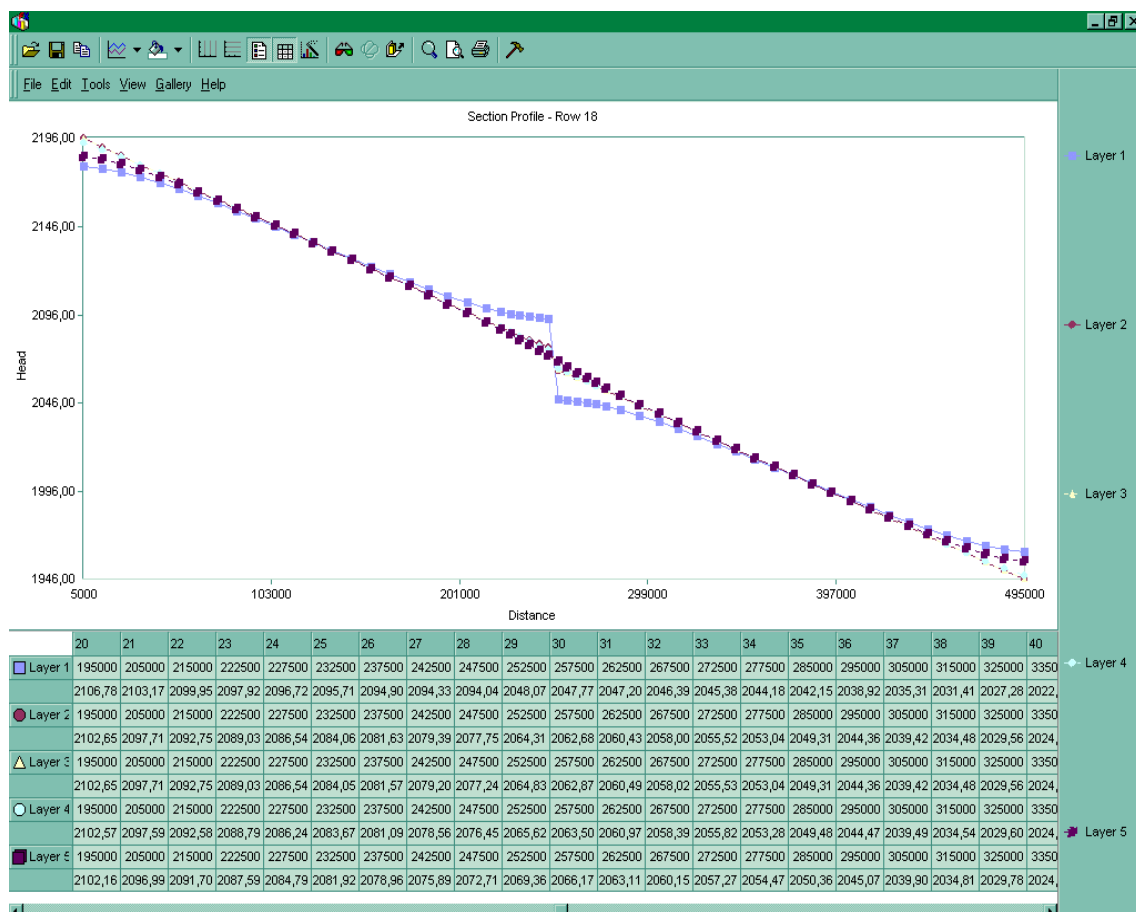 File Edit Tools View Gallery Help
Section Profile - Row 18
2196,00
2146,00
2096,00
2046,00
1996,00
1946,00
Head
5000 103000 201000 299000 397000 495000
Distance
Layer 1
Layer 2
Layer 3
Layer 4
Layer 5
20 21 22 23 24 25 26 27 28 29 30 31 32 33 34 35 36 37 38 39 40
Layer 1 195000 205000 215000 222500 227500 232500 237500 242500 247500 252500 257500 262500 267500 272500 277500 285000 295000 305000 315000 325000 3350
2106,78 2103,17 2099,95 2097,92 2096,72 2095,71 2094,90 2094,33 2094,04 2048,07 2047,77 2047,20 2046,39 2045,38 2044,18 2042,15 2038,92 2035,31 2031,41 2027,28 2022,
Layer 2 195000 205000 215000 222500 227500 232500 237500 242500 247500 252500 257500 262500 267500 272500 277500 285000 295000 305000 315000 325000 3350
2102,65 2097,71 2092,75 2089,03 2086,54 2084,06 2081,63 2079,39 2077,75 2064,31 2062,68 2060,43 2058,00 2055,52 2053,04 2049,31 2044,36 2039,42 2034,48 2029,56 2024,
Layer 3 195000 205000 215000 222500 227500 232500 237500 242500 247500 252500 257500 262500 267500 272500 277500 285000 295000 305000 315000 325000 3350
2102,65 2097,71 2092,75 2089,03 2086,54 2084,05 2081,57 2079,20 2077,24 2064,83 2062,87 2060,49 2058,02 2055,53 2053,04 2049,31 2044,36 2039,42 2034,48 2029,56 2024,
Layer 4 195000 205000 215000 222500 227500 232500 237500 242500 247500 252500 257500 262500 267500 272500 277500 285000 295000 305000 315000 325000 3350
2102,57 2097,59 2092,58 2088,79 2086,24 2083,67 2081,09 2078,56 2076,45 2065,62 2063,50 2060,97 2058,39 2055,82 2053,28 2049,48 2044,47 2039,49 2034,54 2029,60 2024,
Layer 5 195000 205000 215000 222500 227500 232500 237500 242500 247500 252500 257500 262500 267500 272500 277500 285000 295000 305000 315000 325000 3350
2102,16 2096,99 2091,70 2087,59 2084,79 2081,92 2078,96 2075,89 2072,71 2069,36 2066,17 2063,11 2060,15 2057,27 2054,47 2050,36 2045,07 2039,90 2034,81 2029,78 2024,